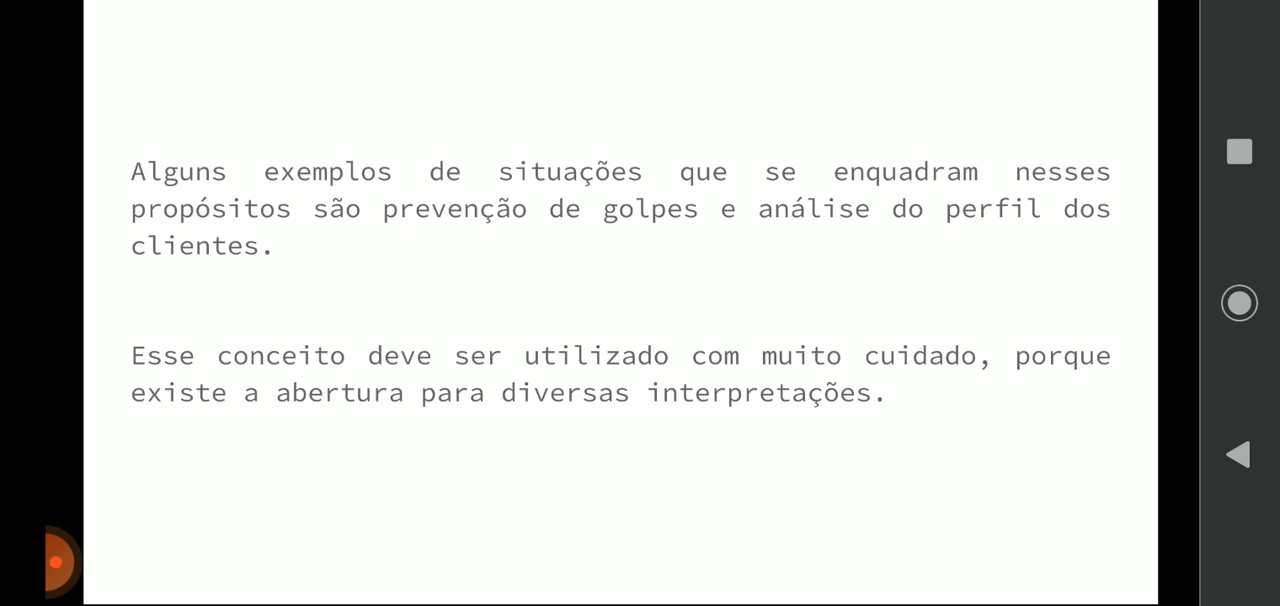 Alguns exemplos de situações que se enquadram nesses
propósitos são prevenção de golpes e análise do perfil dos
clientes.
Esse conceito deve ser utilizado com muito cuidado, porque
existe a abertura para diversas interpretações.